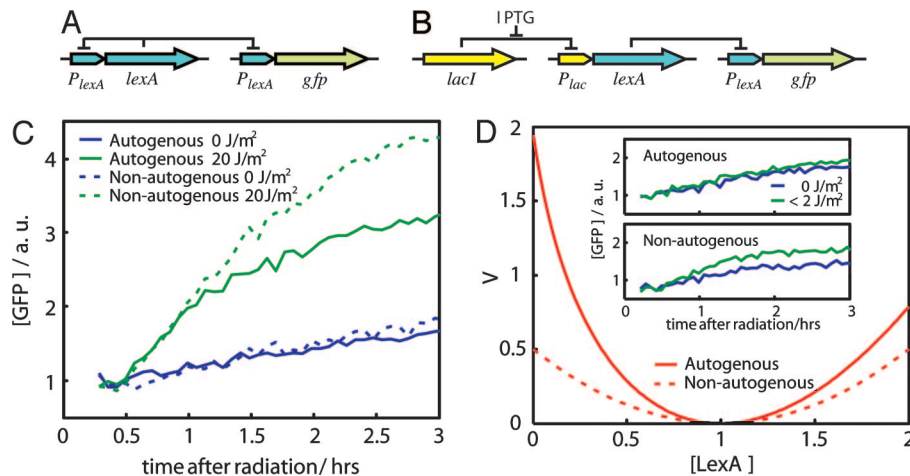 A
P_lexA lexA P_lexA gfp
B
IPTG
lacI P_lac lexA P_lexA gfp
C
Autogenous 0 J/m²
Autogenous 20 J/m²
Non-autogenous 0 J/m²
Non-autogenous 20J/m²
[GFP] / a. u.
4
3
2
1
0 0.5 1 1.5 2 2.5 3
time after radiation/ hrs
D
V
2
1.5
1
0.5
0
0 0.5 1 1.5 2
[LexA]
Autogenous
0 J/m²
< 2 J/m²
2
1
Non-autogenous
2
1
[GFP] / a. u.
0 1 2 3
time after radiation/hrs
Autogenous
Non-autogenous